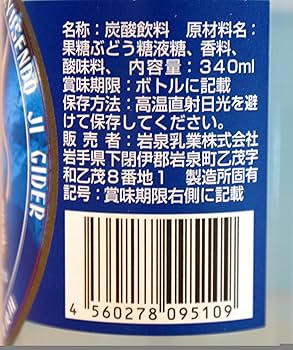 名称：炭酸飲料　原材料名：
果糖ぶどう糖液糖、香料、
酸味料、 内容量：340ml
賞味期限：ボトルに記載
保存方法：高温直射日光を避
けて保存してください。
販売者：岩泉乳業株式会社
岩手県下閉伊郡岩泉町乙茂字
和乙茂８番地１　製造所固有
記号：賞味期限右側に記載
4 560278 095109
JI CIDER